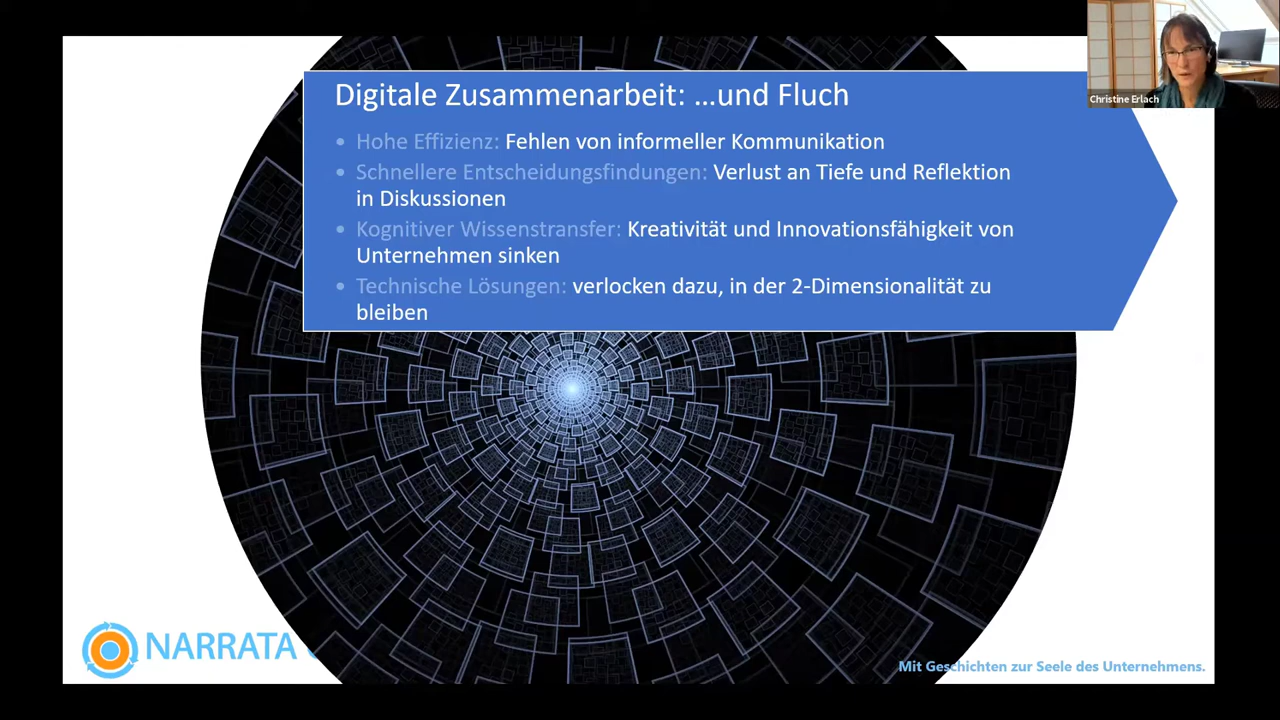 Christine Erlach
Digitale Zusammenarbeit: …und Fluch
• Hohe Effizienz: Fehlen von informeller Kommunikation
• Schnellere Entscheidungsfindungen: Verlust an Tiefe und Reflektion
in Diskussionen
• Kognitiver Wissenstransfer: Kreativität und Innovationsfähigkeit von
Unternehmen sinken
• Technische Lösungen: verlocken dazu, in der 2-Dimensionalität zu
bleiben
NARRATA
Mit Geschichten zur Seele des Unternehmens.